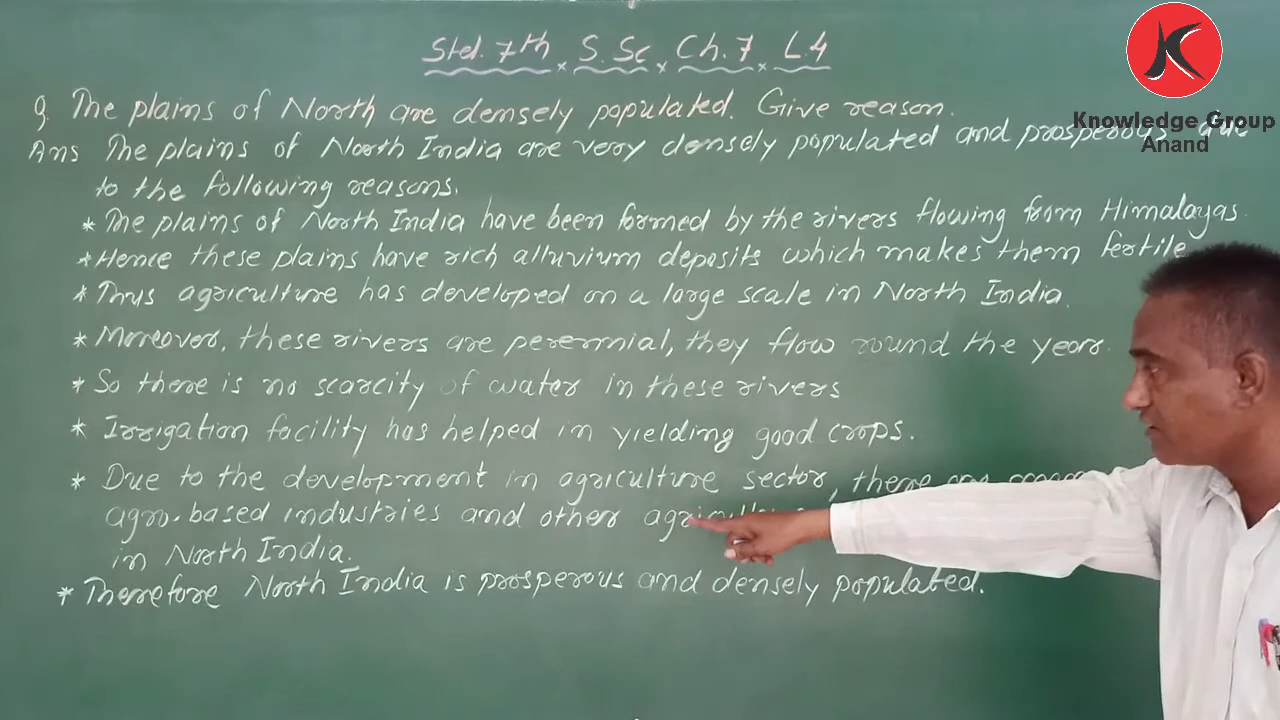 Std. 7th × S.Sc × Ch.7 × L.4
Knowledge Group
Anand
Q. The plains of North are densely populated. Give reason.
Ans The plains of North India are very densely populated and prosperous due
to the following reasons.
* The plains of North India have been formed by the rivers flowing from Himalayas.
* Hence these plains have rich alluvium deposits which makes them fertile
* Thus agriculture has developed on a large scale in North India.
* Moreover, these rivers are perennial, they flow round the year.
* So there is no scarcity of water in these rivers
* Irrigation facility has helped in yielding good crops.
* Due to the development in agriculture sector, there are
agro-based industries and other
in North India.
* Therefore North India is prosperous and densely populated.